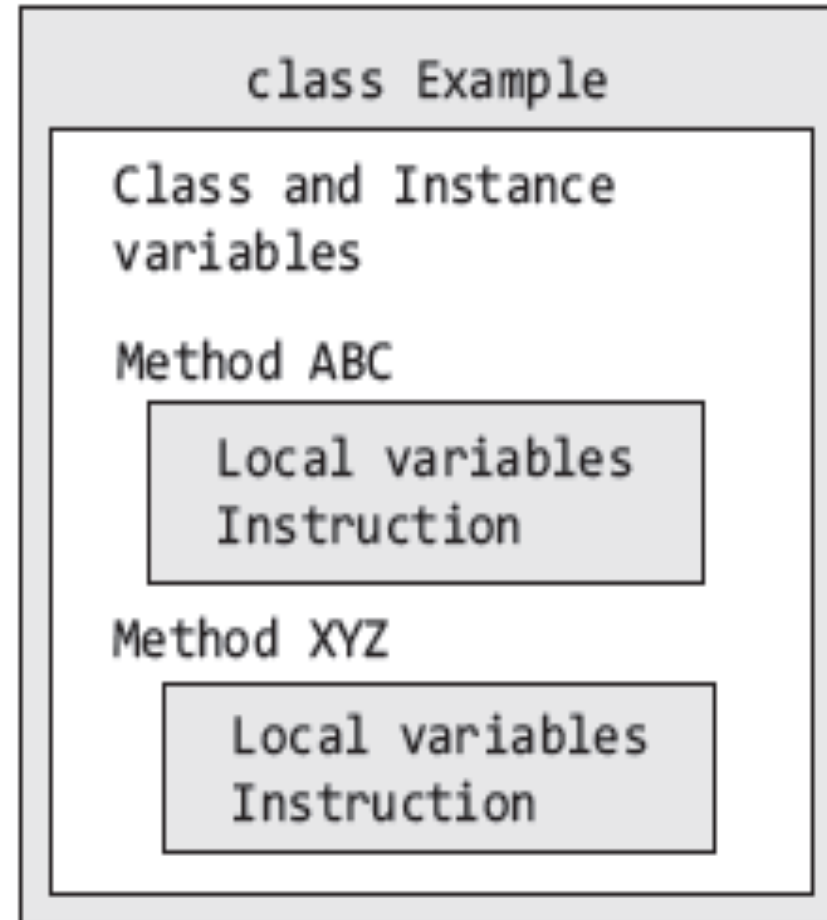 class Example
Class and Instance
variables
Method ABC
Local variables
Instruction
Method XYZ
Local variables
Instruction